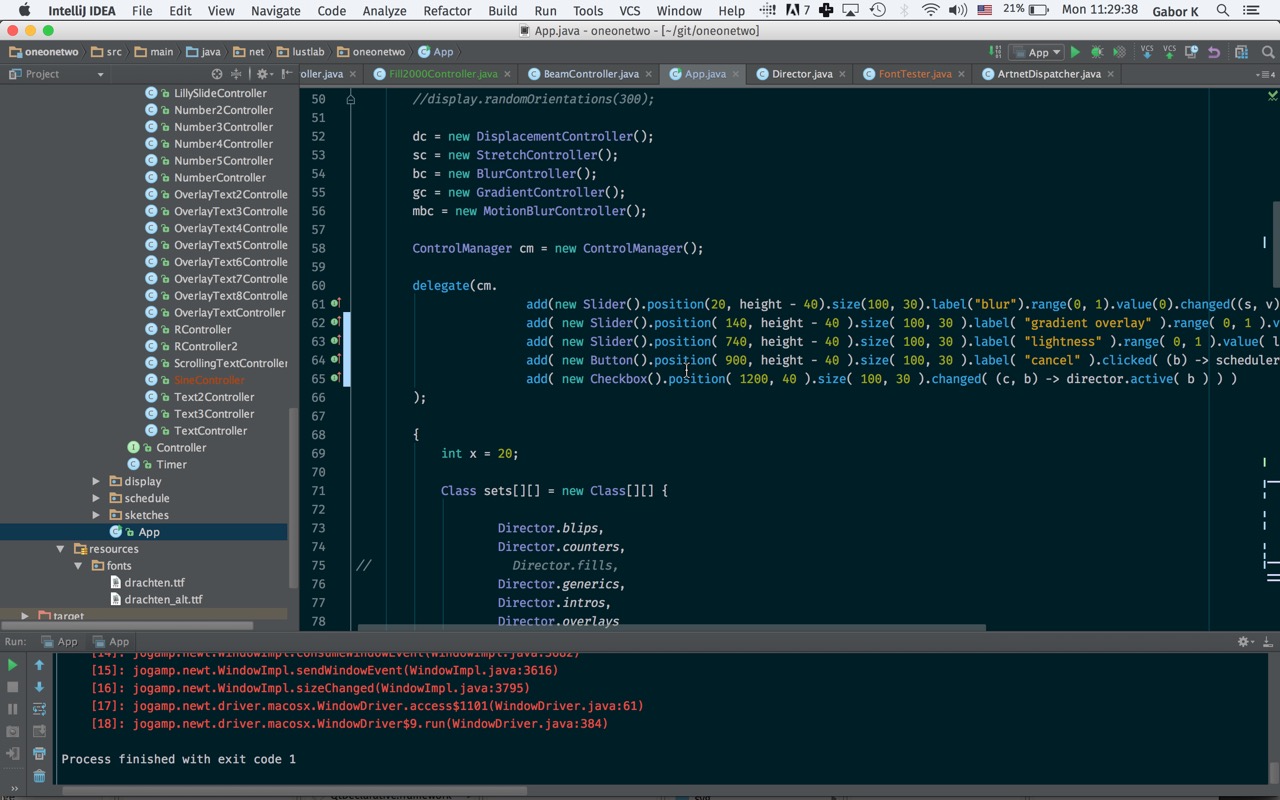 IntelliJ IDEA File Edit View Navigate Code Analyze Refactor Build Run Tools VCS Window Help 7 21% Mon 11:29:38 Gabor K
App.java - oneonetwo - [~/git/oneonetwo]
oneonetwo src main java net lustlab oneonetwo App App VCS VCS
Project oller.java Fill2000Controller.java BeamController.java App.java Director.java FontTester.java ArtnetDispatcher.java
LillySlideController
Number2Controller
Number3Controller
Number4Controller
Number5Controller
NumberController
OverlayText2Controlle
OverlayText3Controlle
OverlayText4Controlle
OverlayText5Controlle
OverlayText6Controlle
OverlayText7Controlle
OverlayText8Controlle
OverlayTextController
RController
RController2
ScrollingTextController
SineController
Text2Controller
Text3Controller
TextController
Controller
Timer
display
schedule
sketches
App
resources
fonts
drachten.ttf
drachten_alt.ttf
target
50 //display.randomOrientations(300);
51
52 dc = new DisplacementController();
53 sc = new StretchController();
54 bc = new BlurController();
55 gc = new GradientController();
56 mbc = new MotionBlurController();
57
58 ControlManager cm = new ControlManager();
59
60 delegate(cm.
61 add(new Slider().position(20, height - 40).size(100, 30).label("blur").range(0, 1).value(0).changed((s, v)
62 add( new Slider().position( 140, height - 40 ).size( 100, 30 ).label( "gradient overlay" ).range( 0, 1 ).v
63 add( new Slider().position( 740, height - 40 ).size( 100, 30 ).label( "lightness" ).range( 0, 1 ).value( l
64 add( new Button().position( 900, height - 40 ).size( 100, 30 ).label( "cancel" ).clicked( (b) -> scheduler
65 add( new Checkbox().position( 1200, 40 ).size( 100, 30 ).changed( (c, b) -> director.active( b ) ) )
66 );
67
68 {
69 int x = 20;
70
71 Class sets[][] = new Class[][] {
72
73 Director.blips,
74 Director.counters,
75 // Director.fills,
76 Director.generics,
77 Director.intros,
78 Director.overlays
Run: App App
[14]: jogamp.newt.WindowImpl.consumeWindowEvent(WindowImpl.java:3682)
[15]: jogamp.newt.WindowImpl.sendWindowEvent(WindowImpl.java:3616)
[16]: jogamp.newt.WindowImpl.sizeChanged(WindowImpl.java:3795)
[17]: jogamp.newt.driver.macosx.WindowDriver.access$1101(WindowDriver.java:61)
[18]: jogamp.newt.driver.macosx.WindowDriver$9.run(WindowDriver.java:384)
Process finished with exit code 1